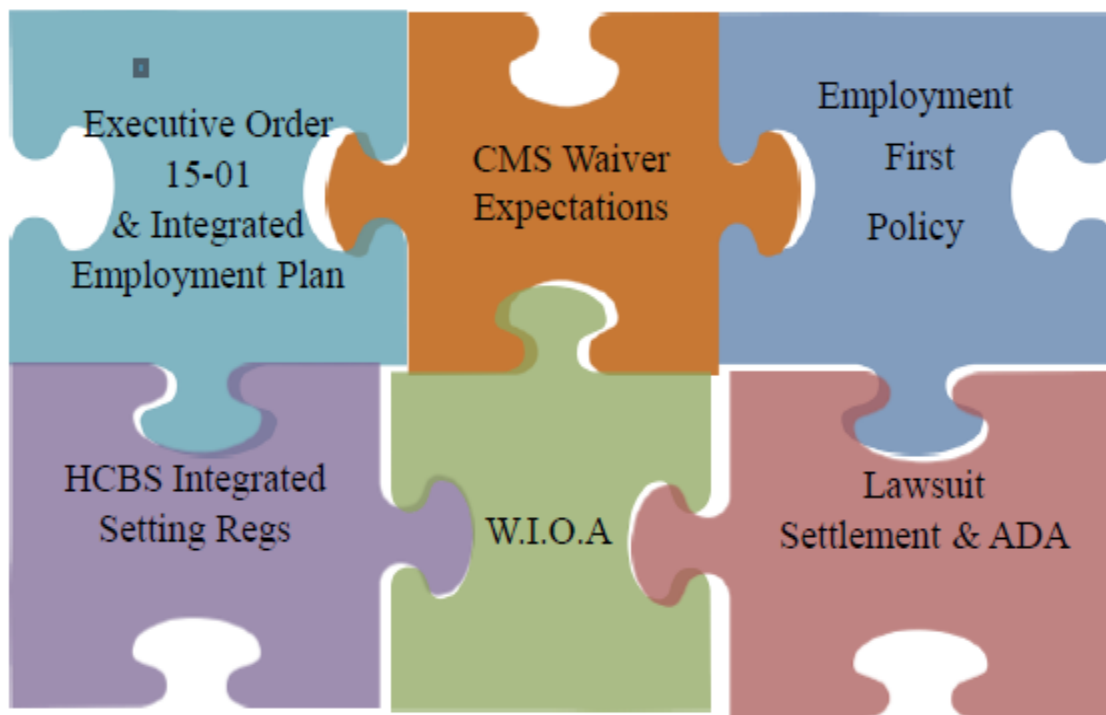 Executive Order
15-01
& Integrated
Employment Plan
CMS Waiver
Expectations
Employment
First
Policy
HCBS Integrated
Setting Regs
W.I.O.A
Lawsuit
Settlement & ADA